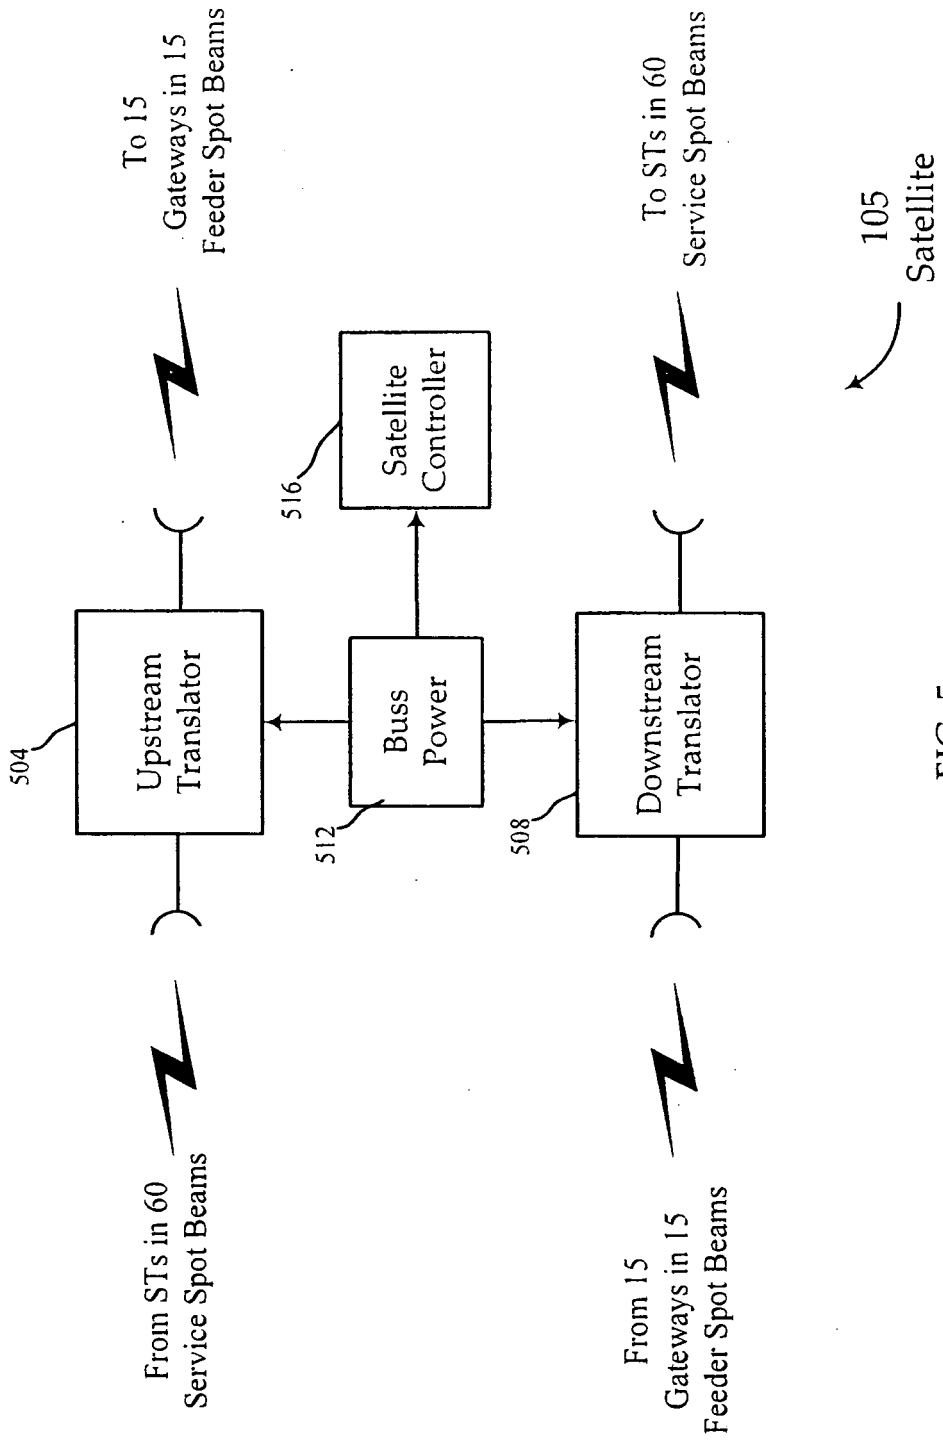 From STs in 60
Service Spot Beams
504
Upstream
Translator
To 15
Gateways in 15
Feeder Spot Beams
512
Buss
Power
516
Satellite
Controller
From 15
Gateways in 15
Feeder Spot Beams
508
Downstream
Translator
To STs in 60
Service Spot Beams
105
Satellite